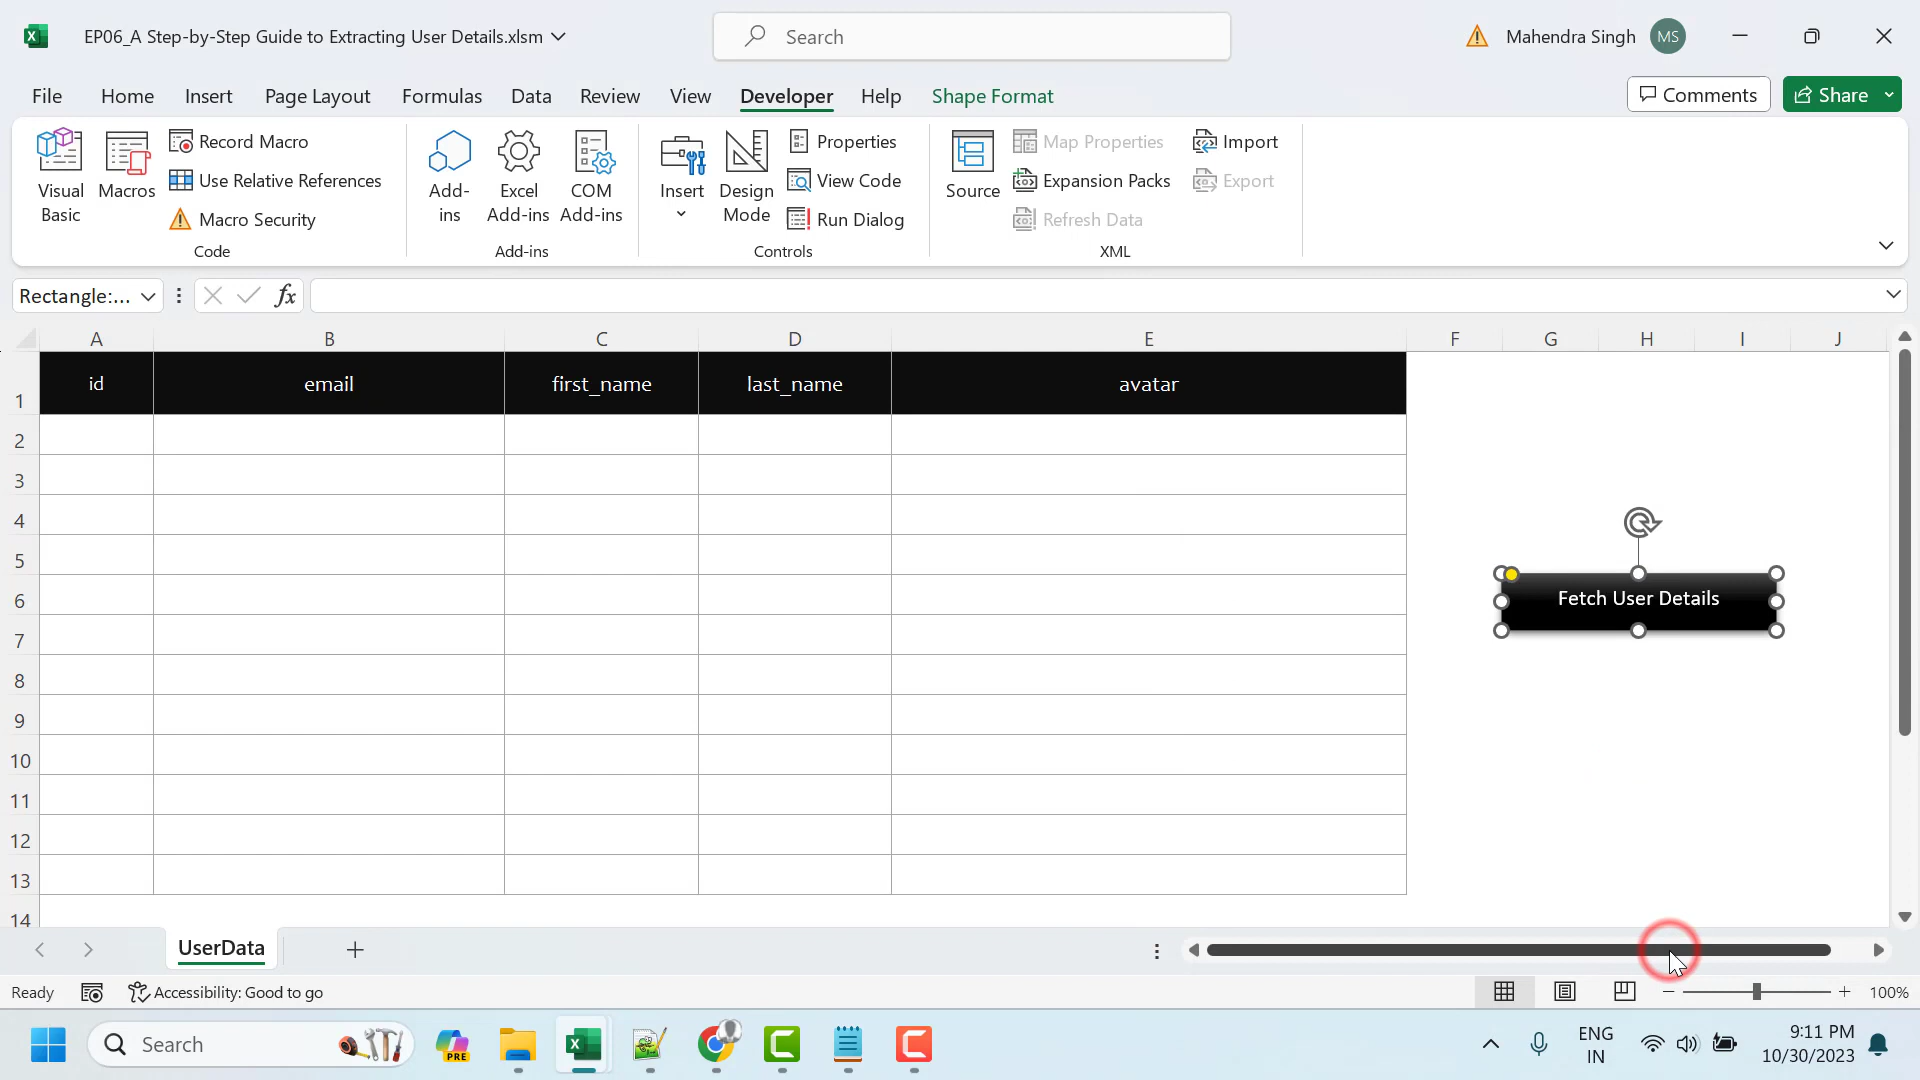 EP06_A Step-by-Step Guide to Extracting User Details.xlsm
Search
Mahendra Singh
MS
File Home Insert Page Layout Formulas Data Review View Developer Help Shape Format
Comments
Share
Visual Basic
Macros
Record Macro
Use Relative References
Macro Security
Code
Add-ins
Excel Add-ins
COM Add-ins
Add-ins
Insert
Design Mode
Properties
View Code
Run Dialog
Controls
Source
Map Properties
Expansion Packs
Refresh Data
Import
Export
XML
Rectangle:...
fx
A B C D E F G H I J
1 id email first_name last_name avatar
2
3
4
5
6
Fetch User Details
7
8
9
10
11
12
13
14
UserData
Ready
Accessibility: Good to go
100%
Search
PRE
ENG
IN
9:11 PM
10/30/2023